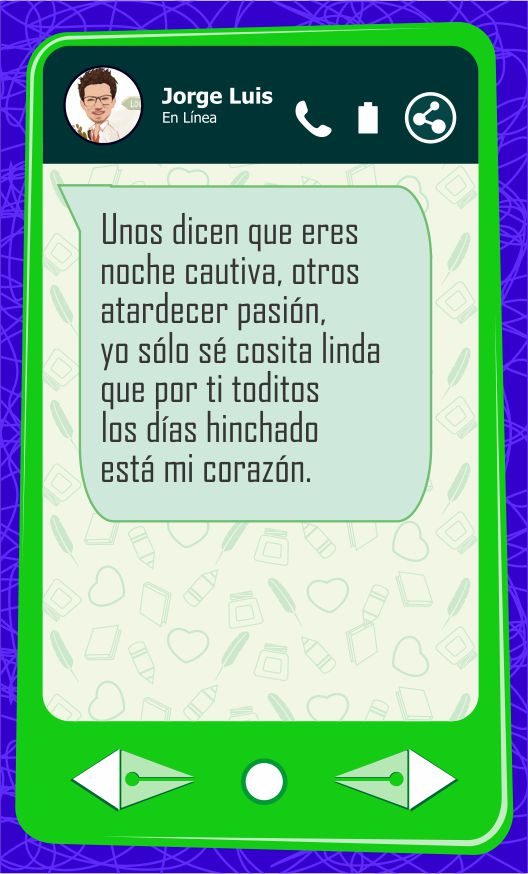 Jorge Luis
En Línea
Unos dicen que eres
noche cautiva, otros
atardecer pasión,
yo sólo sé cosita linda
que por ti toditos
los días hinchado
está mi corazón.